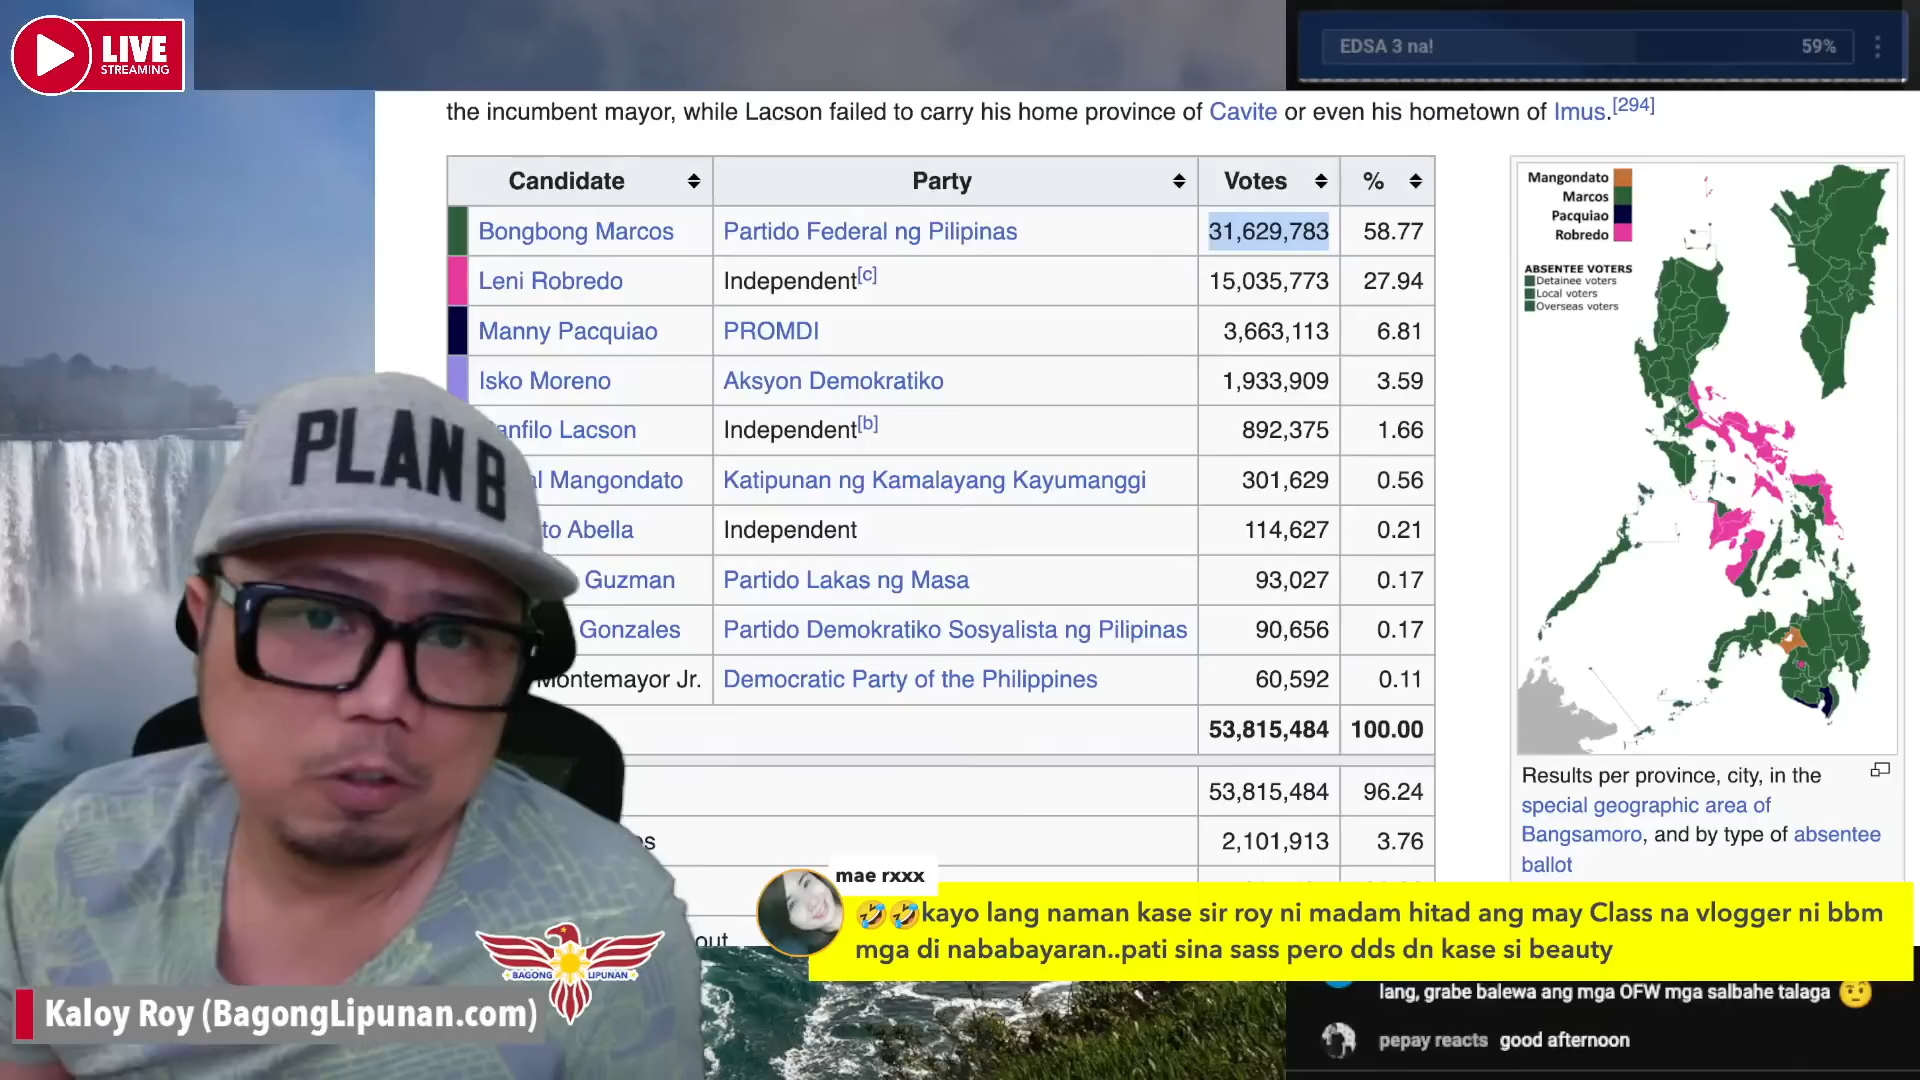 LIVE
STREAMING
EDSA 3 na! 59%
the incumbent mayor, while Lacson failed to carry his home province of Cavite or even his hometown of Imus.[294]
Candidate Party Votes %
Bongbong Marcos Partido Federal ng Pilipinas 31,629,783 58.77
Leni Robredo Independent[c] 15,035,773 27.94
Manny Pacquiao PROMDI 3,663,113 6.81
Isko Moreno Aksyon Demokratiko 1,933,909 3.59
anfilo Lacson Independent[b] 892,375 1.66
al Mangondato Katipunan ng Kamalayang Kayumanggi 301,629 0.56
to Abella Independent 114,627 0.21
Guzman Partido Lakas ng Masa 93,027 0.17
Gonzales Partido Demokratiko Sosyalista ng Pilipinas 90,656 0.17
Montemayor Jr. Democratic Party of the Philippines 60,592 0.11
53,815,484 100.00
53,815,484 96.24
2,101,913 3.76
out
Mangondato
Marcos
Pacquiao
Robredo
ABSENTEE VOTERS
Detainee voters
Local voters
Overseas voters
Results per province, city, in the
special geographic area of
Bangsamoro, and by type of absentee
ballot
PLAN B
mae rxxx
🤣🤣kayo lang naman kase sir roy ni madam hitad ang may Class na vlogger ni bbm
mga di nababayaran..pati sina sass pero dds dn kase si beauty
BAGONG LIPUNAN
Kaloy Roy (BagongLipunan.com)
lang, grabe balewa ang mga OFW mga salbahe talaga 🤨
pepay reacts good afternoon